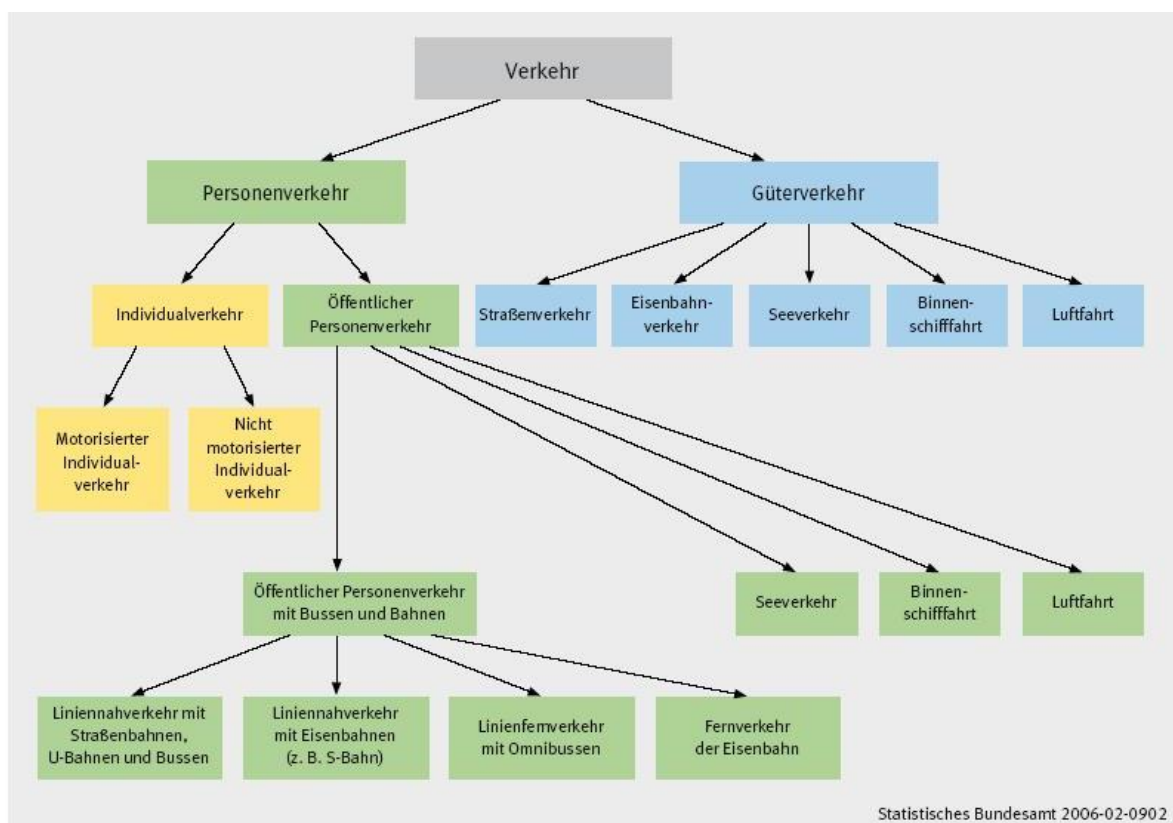 Verkehr
Personenverkehr
Güterverkehr
Individualverkehr
Öffentlicher
Personenverkehr
Straßenverkehr
Eisenbahn-
verkehr
Seeverkehr
Binnen-
schifffahrt
Luftfahrt
Motorisierter
Individual-
verkehr
Nicht
motorisierter
Individual-
verkehr
Öffentlicher Personenverkehr
mit Bussen und Bahnen
Seeverkehr
Binnen-
schifffahrt
Luftfahrt
Liniennahverkehr mit
Straßenbahnen,
U-Bahnen und Bussen
Liniennahverkehr
mit Eisenbahnen
(z. B. S-Bahn)
Linienfernverkehr
mit Omnibussen
Fernverkehr
der Eisenbahn
Statistisches Bundesamt 2006-02-0902